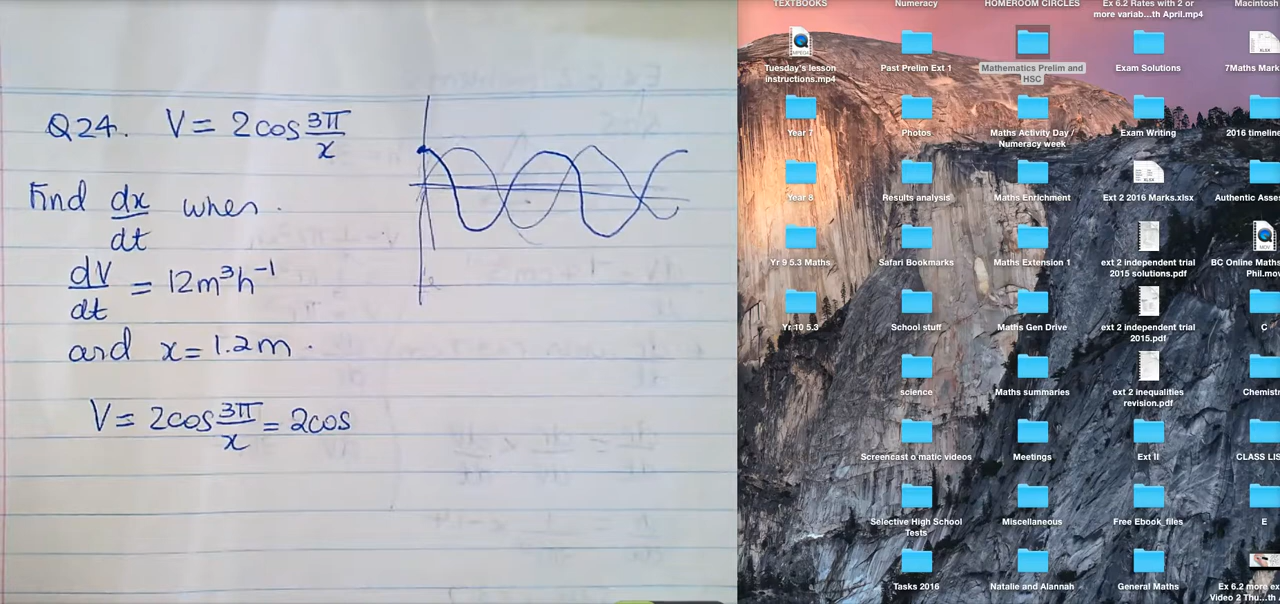 Q24. V = 2cos 3π/x
Find dx/dt when
dV/dt = 12m³h⁻¹
and x = 1.2m.
V = 2cos 3π/x = 2cos
TEXTBOOKS
Numeracy
HOMEROOM CIRCLES
Ex 6.2 Rates with 2 or
more variab...th April.mp4
Macintosh
Tuesday's lesson
instructions.mp4
Past Prelim Ext 1
Mathematics Prelim and
HSC
Exam Solutions
7Maths Mark
Year 7
Photos
Maths Activity Day /
Numeracy week
Exam Writing
2016 timeline
Year 8
Results analysis
Maths Enrichment
Ext 2 2016 Marks.xlsx
Authentic Asses
Yr 9 5.3 Maths
Safari Bookmarks
Maths Extension 1
ext 2 independent trial
2015 solutions.pdf
BC Online Maths
Phil.mov
Yr 10 5.3
School stuff
Maths Gen Drive
ext 2 independent trial
2015.pdf
C
science
Maths summaries
ext 2 inequalities
revision.pdf
Chemistr
Screencast o matic videos
Meetings
Ext II
CLASS LIS
Selective High School
Tests
Miscellaneous
Free Ebook_files
E
Tasks 2016
Natalie and Alannah
General Maths
Ex 6.2 more ex
Video 2 Thu...th